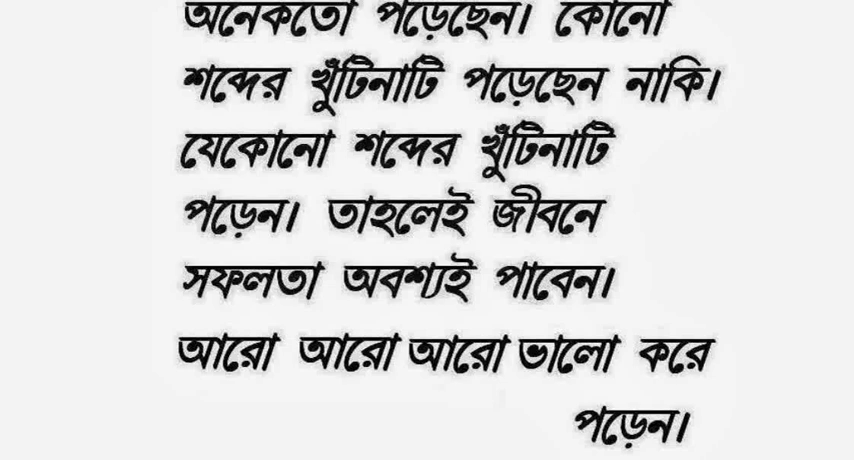 অনেকতো পড়েছেন। কোনো
শব্দের খুঁটিনাটি পড়েছেন নাকি।
যেকোনো শব্দের খুঁটিনাটি
পড়েন। তাহলেই জীবনে
সফলতা অবশ্যই পাবেন।
আরো আরো আরো ভালো করে
পড়েন।